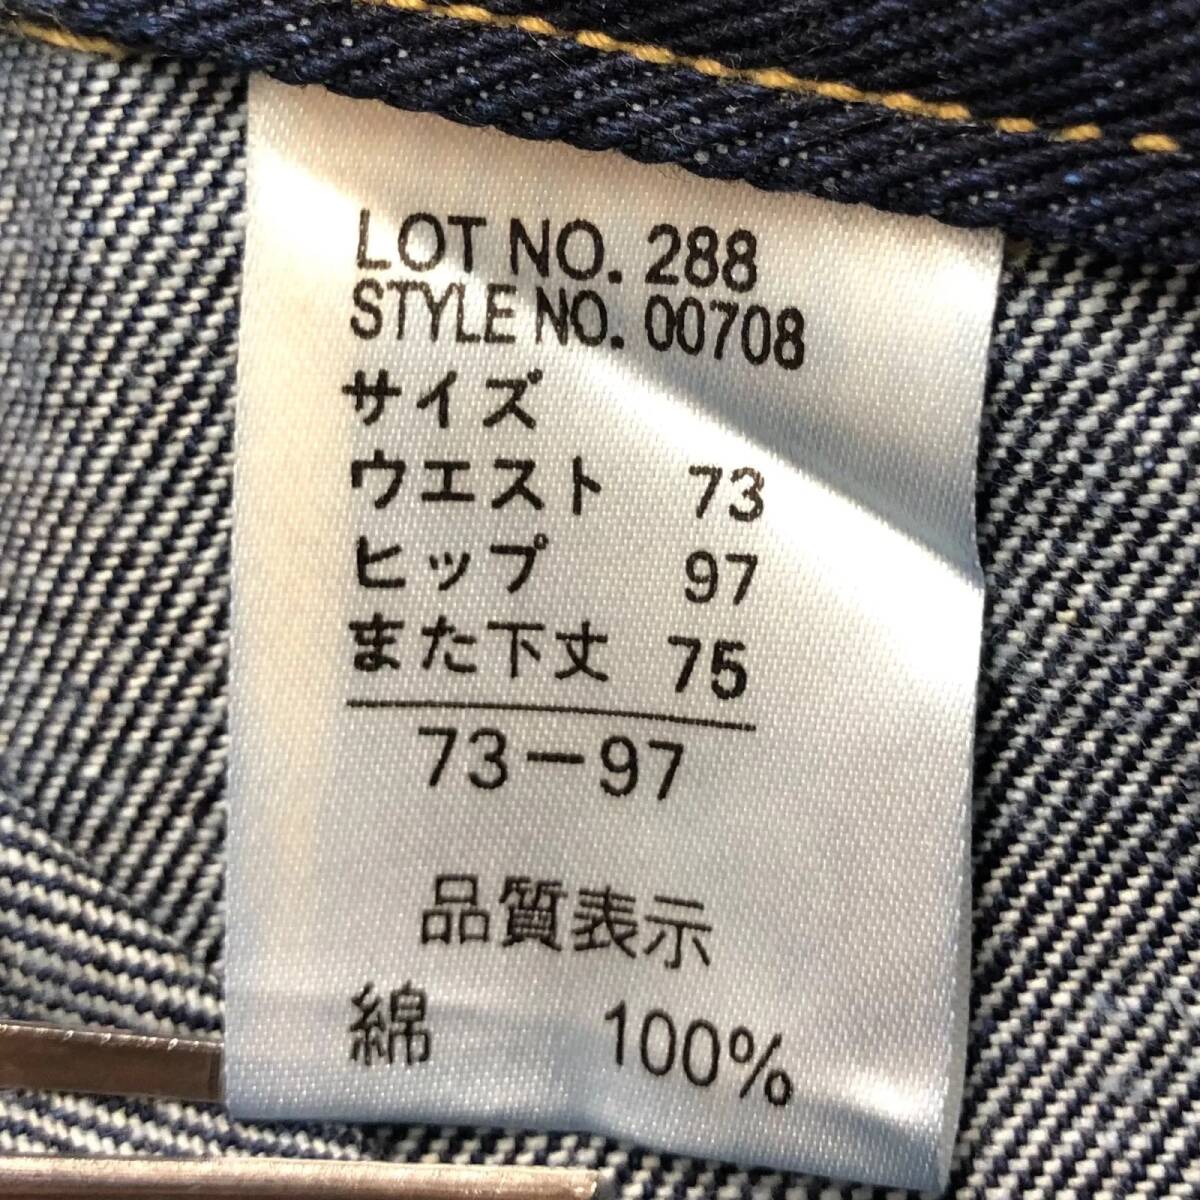 LOT NO. 288
STYLE NO. 00708
サイズ
ウエスト 73
ヒップ 97
また下丈 75
73-97
品質表示
綿 100%